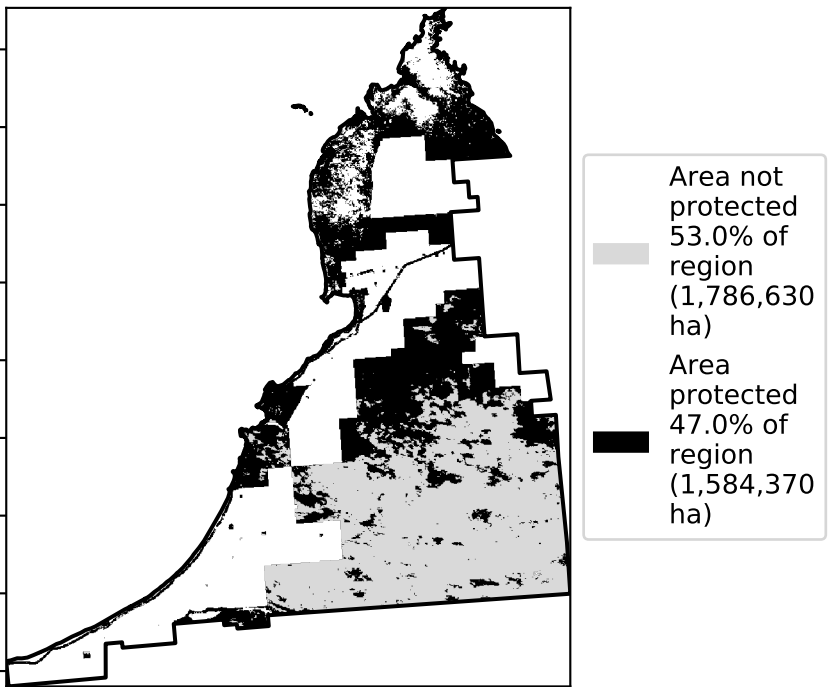 Area not
protected
53.0% of
region
(1,786,630
ha)
Area
protected
47.0% of
region
(1,584,370
ha)